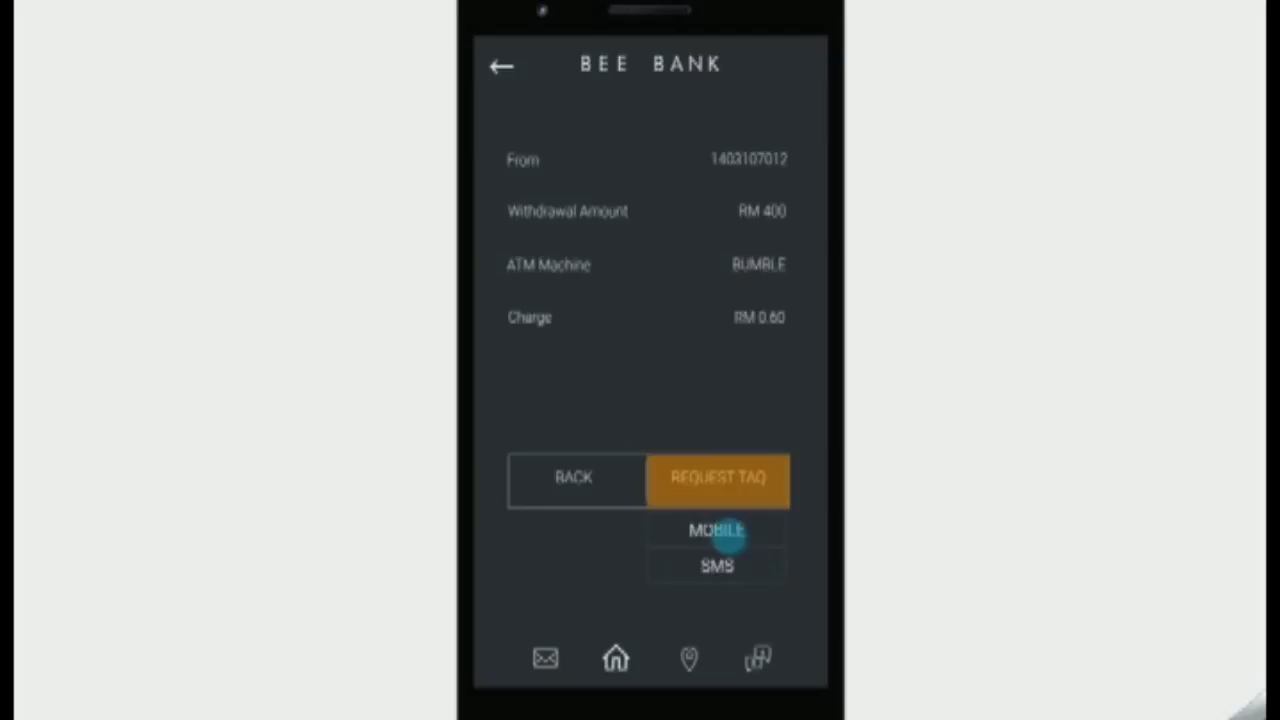 BEE BANK
From 1403107012
Withdrawal Amount RM 400
ATM Machine BUMBLE
Charge RM 0.60
BACK REQUEST TAQ
MOBILE
SMS